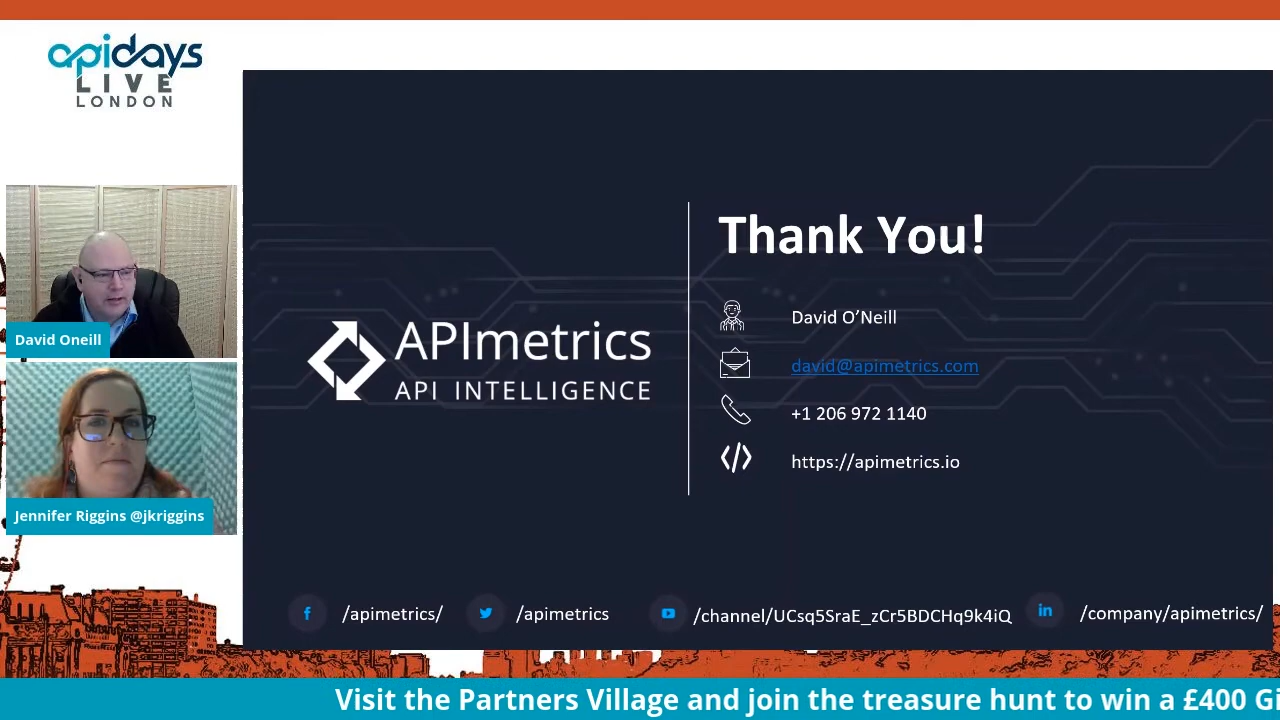 apidays
LIVE
LONDON
David Oneill
Jennifer Riggins @jkriggins
APImetrics
API INTELLIGENCE
Thank You!
David O'Neill
david@apimetrics.com
+1 206 972 1140
https://apimetrics.io
/apimetrics/
/apimetrics
/channel/UCsq5SraE_zCr5BDCHq9k4iQ
/company/apimetrics/
Visit the Partners Village and join the treasure hunt to win a £400 Gi